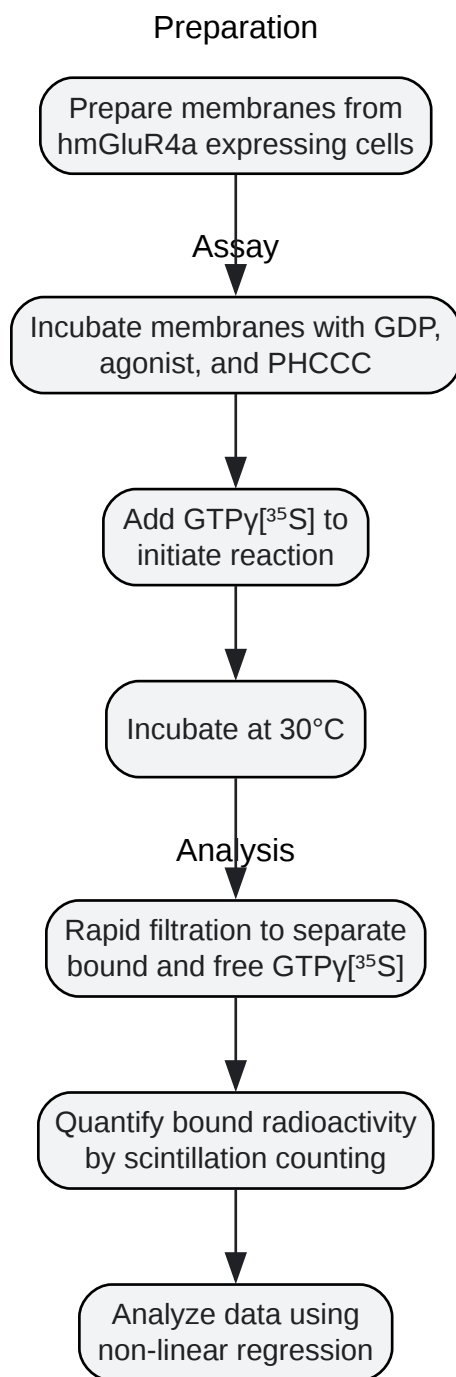 Preparation
Prepare membranes from
hmGluR4a expressing cells
Assay
Incubate membranes with GDP,
agonist, and PHCCC
Add GTPγ[³⁵S] to
initiate reaction
Incubate at 30°C
Analysis
Rapid filtration to separate
bound and free GTPγ[³⁵S]
Quantify bound radioactivity
by scintillation counting
Analyze data using
non-linear regression